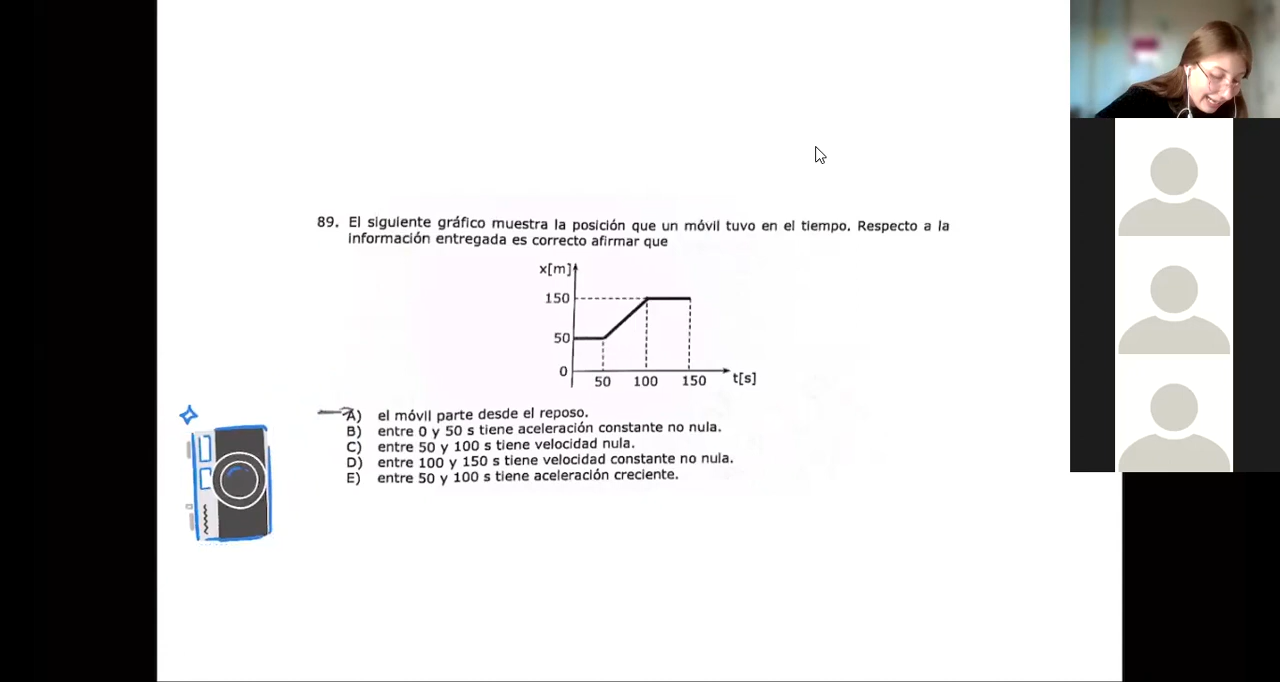 89. El siguiente gráfico muestra la posición que un móvil tuvo en el tiempo. Respecto a la
información entregada es correcto afirmar que
x[m]
150
50
0
50 100 150 t[s]
A) el móvil parte desde el reposo.
B) entre 0 y 50 s tiene aceleración constante no nula.
C) entre 50 y 100 s tiene velocidad nula.
D) entre 100 y 150 s tiene velocidad constante no nula.
E) entre 50 y 100 s tiene aceleración creciente.